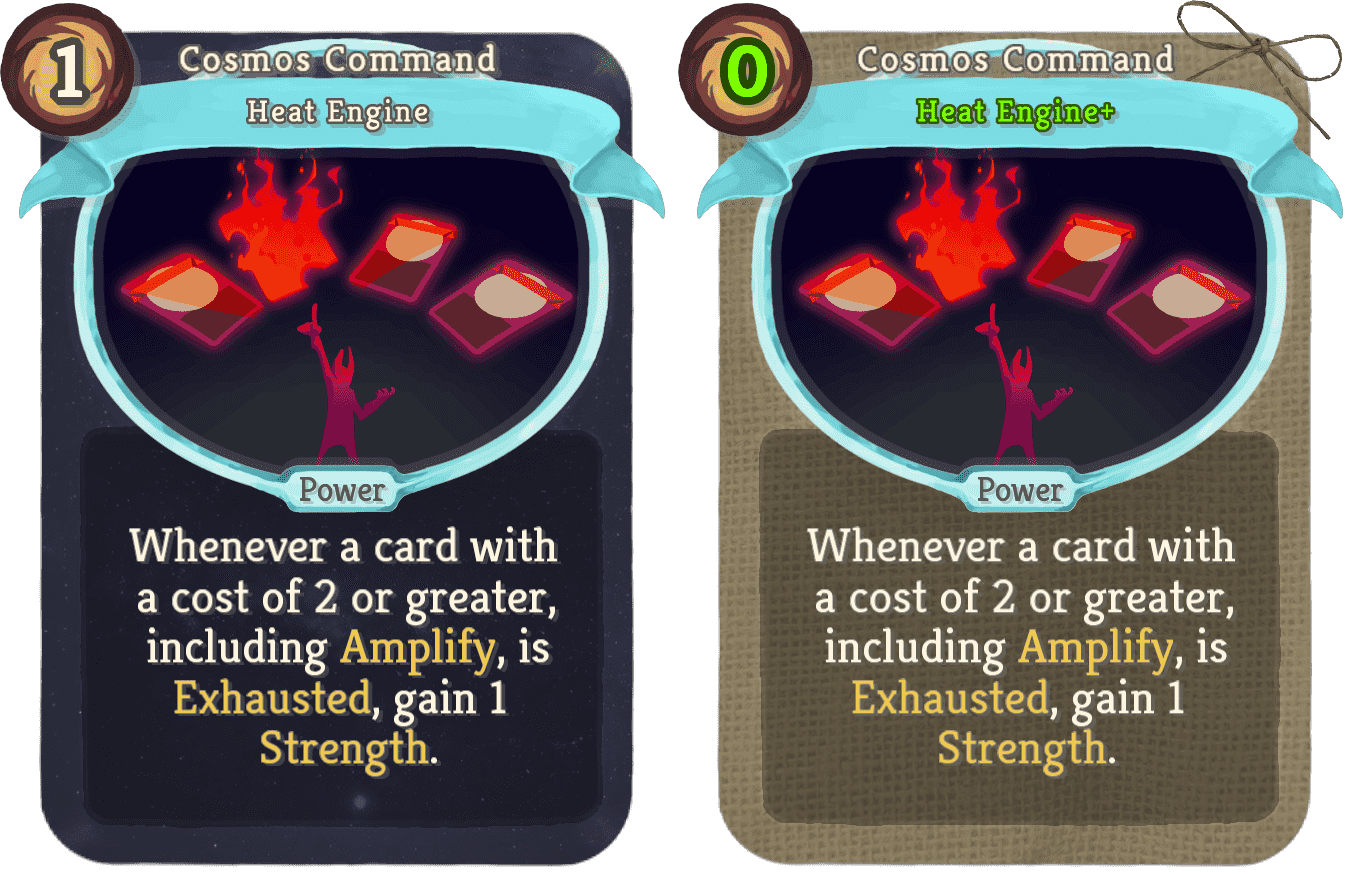 1
Cosmos Command
Heat Engine
Power
Whenever a card with
a cost of 2 or greater,
including Amplify, is
Exhausted, gain 1
Strength.
0
Cosmos Command
Heat Engine+
Power
Whenever a card with
a cost of 2 or greater,
including Amplify, is
Exhausted, gain 1
Strength.